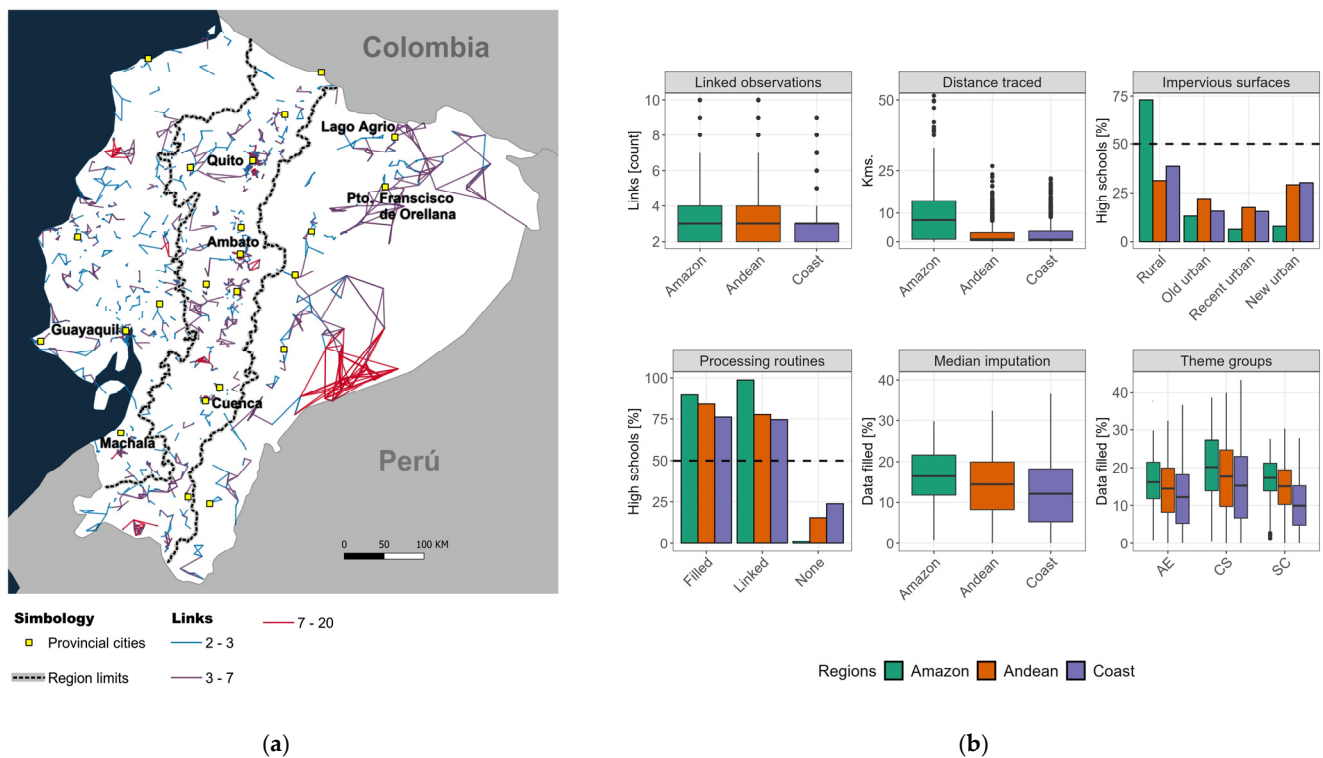 Colombia
Lago Agrio
Quito
Pto. Franscisco
de Orellana
Ambato
Guayaquil
Cuenca
Machala
Perú
0 50 100 KM
Simbology
Links
7 - 20
Provincial cities
2 - 3
Region limits
3 - 7
(a)
Linked observations
Links [count]
10
8
6
4
2
Amazon
Andean
Coast
Distance traced
Kms.
50
25
10
0
Amazon
Andean
Coast
Impervious surfaces
High schools [%]
75
50
25
0
Rural
Old urban
Recent urban
New urban
Processing routines
High schools [%]
100
75
50
25
0
Filled
Linked
None
Median imputation
Data filled [%]
40
30
20
10
0
Amazon
Andean
Coast
Theme groups
Data filled [%]
40
30
20
10
0
AE
CS
SC
Regions Amazon Andean Coast
(b)